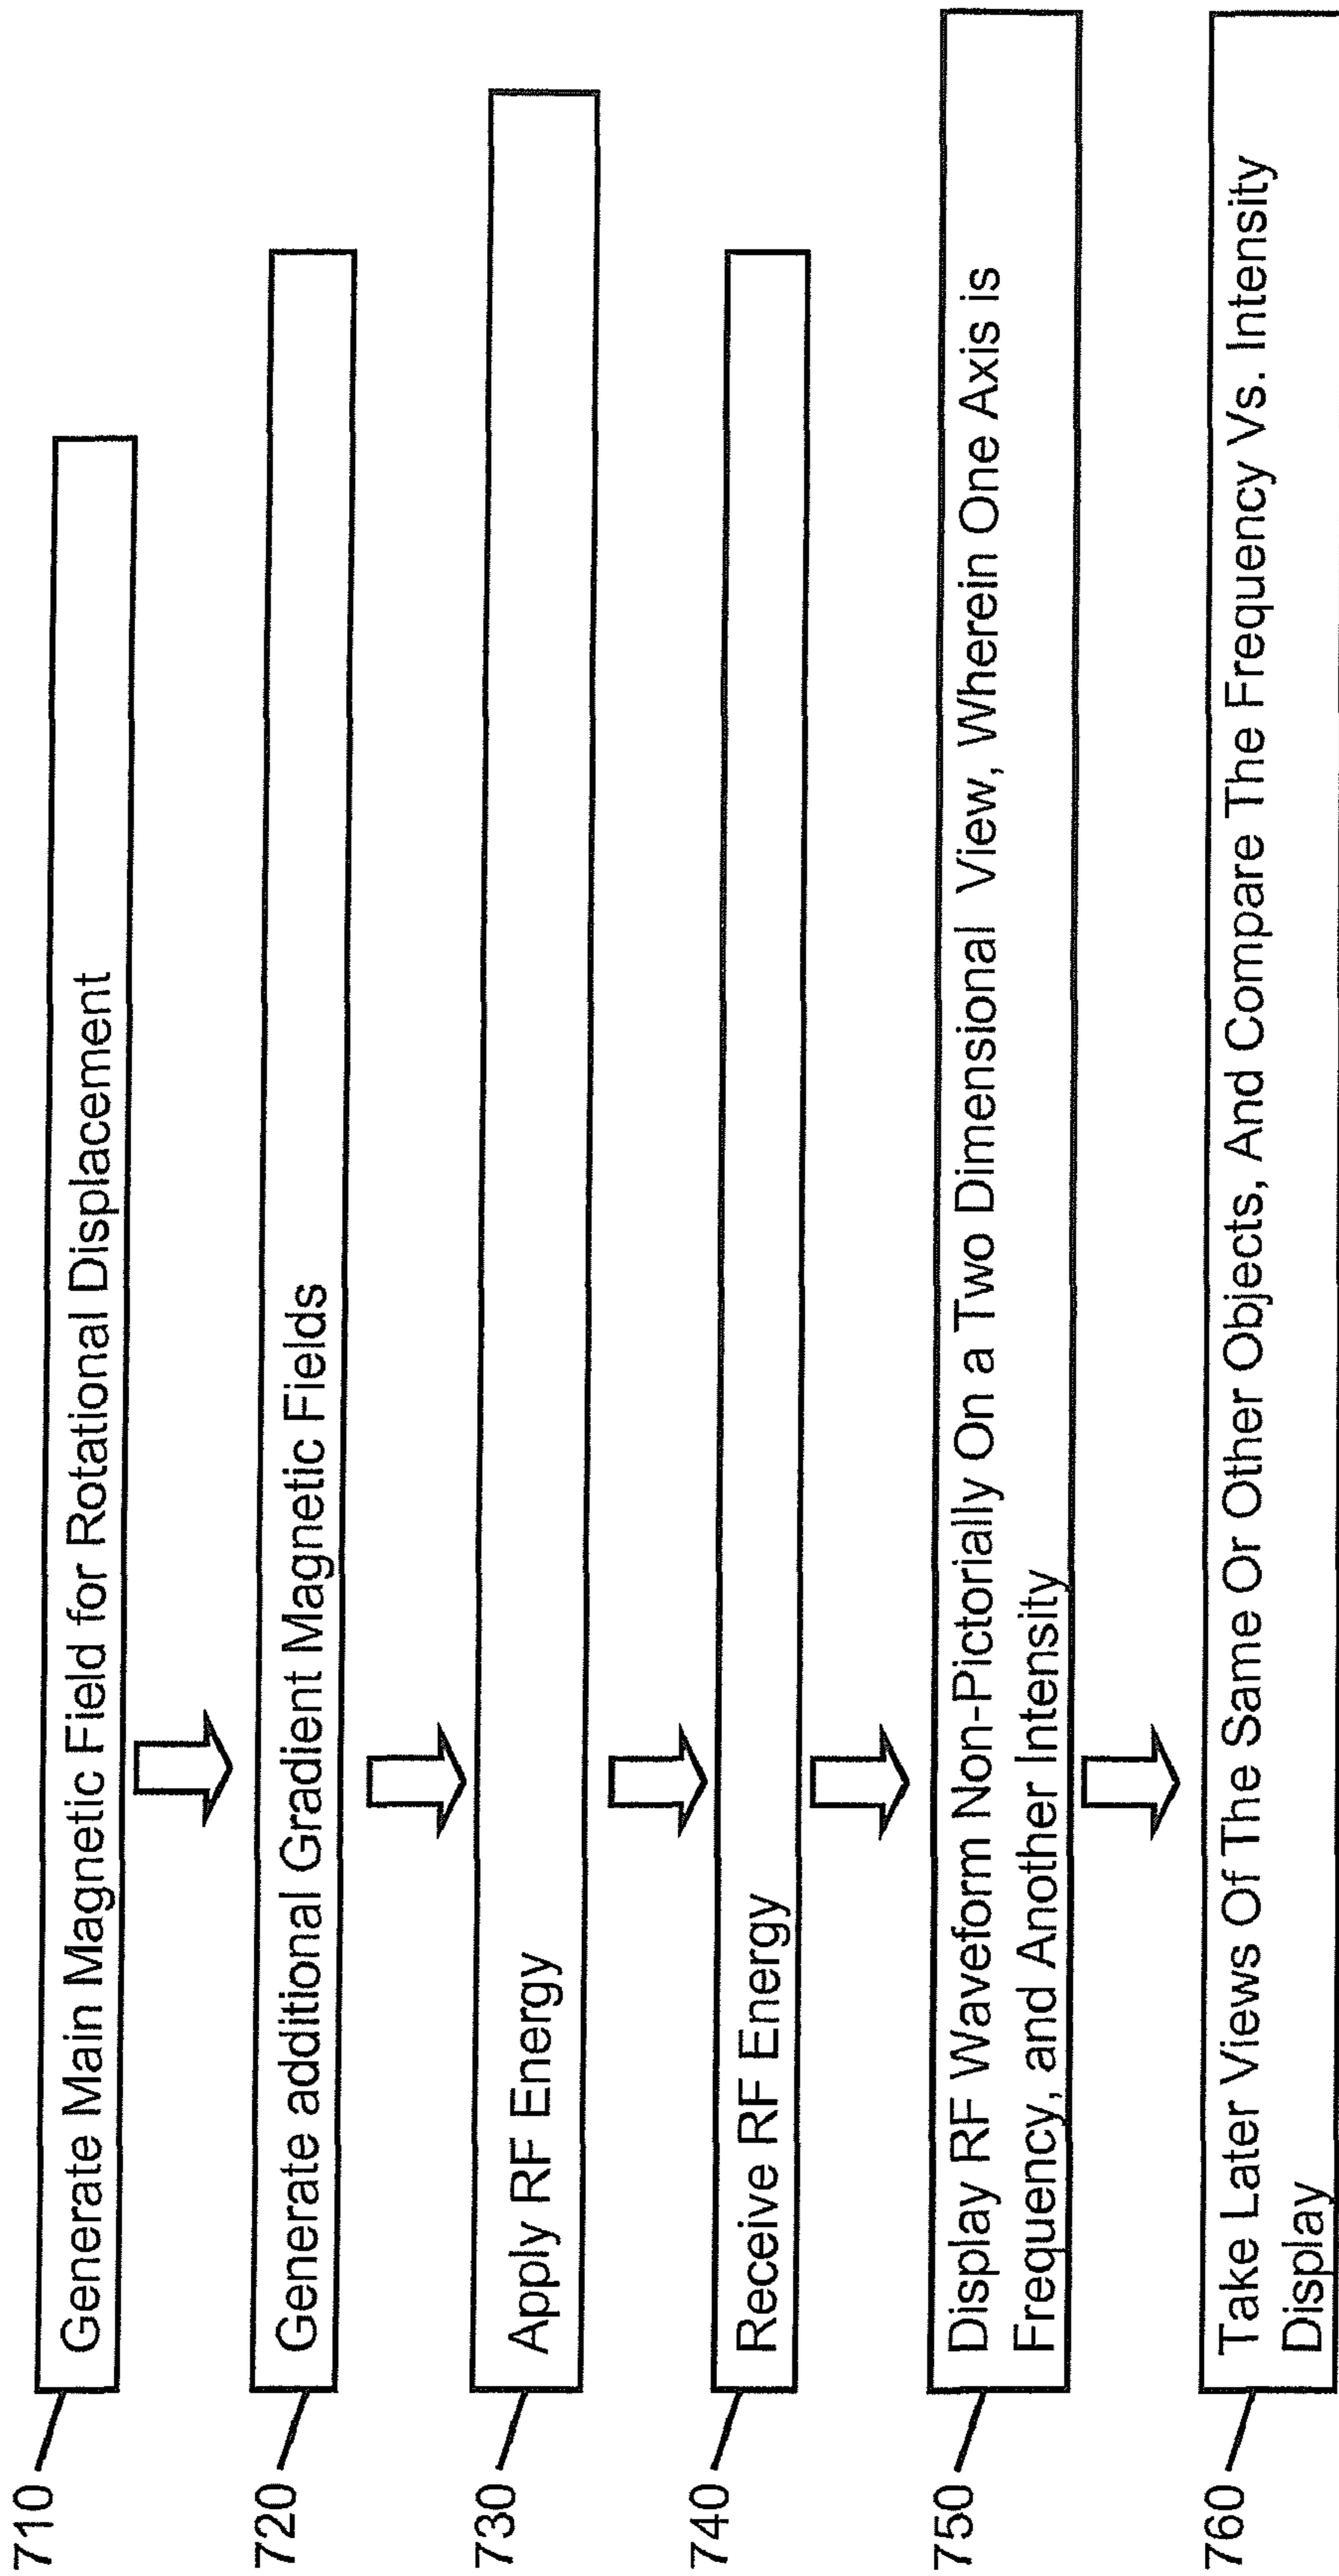 710
Generate Main Magnetic Field for Rotational Displacement
720
Generate additional Gradient Magnetic Fields
730
Apply RF Energy
740
Receive RF Energy
750
Display RF Waveform Non-Pictorially On a Two Dimensional View, Wherein One Axis is
Frequency, and Another Intensity
760
Take Later Views Of The Same Or Other Objects, And Compare The Frequency Vs. Intensity
Display